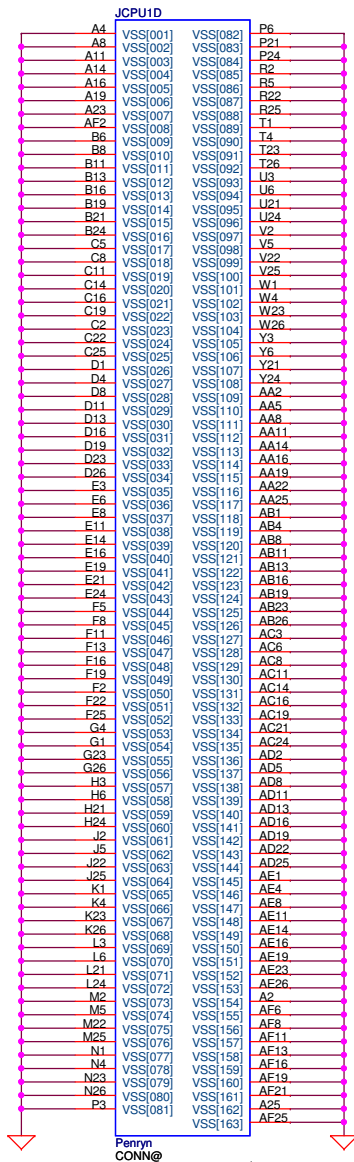 JCPU1D
A4 VSS[001] VSS[082] P6
A8 VSS[002] VSS[083] P21
A11 VSS[003] VSS[084] P24
A14 VSS[004] VSS[085] R2
A16 VSS[005] VSS[086] R5
A19 VSS[006] VSS[087] R22
A23 VSS[007] VSS[088] R25
AF2 VSS[008] VSS[089] T1
B6 VSS[009] VSS[090] T4
B8 VSS[010] VSS[091] T23
B11 VSS[011] VSS[092] T26
B13 VSS[012] VSS[093] U3
B16 VSS[013] VSS[094] U6
B19 VSS[014] VSS[095] U21
B21 VSS[015] VSS[096] U24
B24 VSS[016] VSS[097] V2
C5 VSS[017] VSS[098] V5
C8 VSS[018] VSS[099] V22
C11 VSS[019] VSS[100] V25
C14 VSS[020] VSS[101] W1
C16 VSS[021] VSS[102] W4
C19 VSS[022] VSS[103] W23
C2 VSS[023] VSS[104] W26
C22 VSS[024] VSS[105] Y3
C25 VSS[025] VSS[106] Y6
D1 VSS[026] VSS[107] Y21
D4 VSS[027] VSS[108] Y24
D8 VSS[028] VSS[109] AA2
D11 VSS[029] VSS[110] AA5
D13 VSS[030] VSS[111] AA8
D16 VSS[031] VSS[112] AA11
D19 VSS[032] VSS[113] AA14
D23 VSS[033] VSS[114] AA16
D26 VSS[034] VSS[115] AA19
E3 VSS[035] VSS[116] AA22
E6 VSS[036] VSS[117] AA25
E8 VSS[037] VSS[118] AB1
E11 VSS[038] VSS[119] AB4
E14 VSS[039] VSS[120] AB8
E16 VSS[040] VSS[121] AB11
E19 VSS[041] VSS[122] AB13
E21 VSS[042] VSS[123] AB16
E24 VSS[043] VSS[124] AB19
F5 VSS[044] VSS[125] AB23
F8 VSS[045] VSS[126] AB26
F11 VSS[046] VSS[127] AC3
F13 VSS[047] VSS[128] AC6
F16 VSS[048] VSS[129] AC8
F19 VSS[049] VSS[130] AC11
F2 VSS[050] VSS[131] AC14
F22 VSS[051] VSS[132] AC16
F25 VSS[052] VSS[133] AC19
G4 VSS[053] VSS[134] AC21
G1 VSS[054] VSS[135] AC24
G23 VSS[055] VSS[136] AD2
G26 VSS[056] VSS[137] AD5
H3 VSS[057] VSS[138] AD8
H6 VSS[058] VSS[139] AD11
H21 VSS[059] VSS[140] AD13
H24 VSS[060] VSS[141] AD16
J2 VSS[061] VSS[142] AD19
J5 VSS[062] VSS[143] AD22
J22 VSS[063] VSS[144] AD25
J25 VSS[064] VSS[145] AE1
K1 VSS[065] VSS[146] AE4
K4 VSS[066] VSS[147] AE8
K23 VSS[067] VSS[148] AE11
K26 VSS[068] VSS[149] AE14
L3 VSS[069] VSS[150] AE16
L6 VSS[070] VSS[151] AE19
L21 VSS[071] VSS[152] AE23
L24 VSS[072] VSS[153] AE26
M2 VSS[073] VSS[154] A2
M5 VSS[074] VSS[155] AF6
M22 VSS[075] VSS[156] AF8
M25 VSS[076] VSS[157] AF11
N1 VSS[077] VSS[158] AF13
N4 VSS[078] VSS[159] AF16
N23 VSS[079] VSS[160] AF19
N26 VSS[080] VSS[161] AF21
P3 VSS[081] VSS[162] A25
VSS[163] AF25
Penryn
CONN@